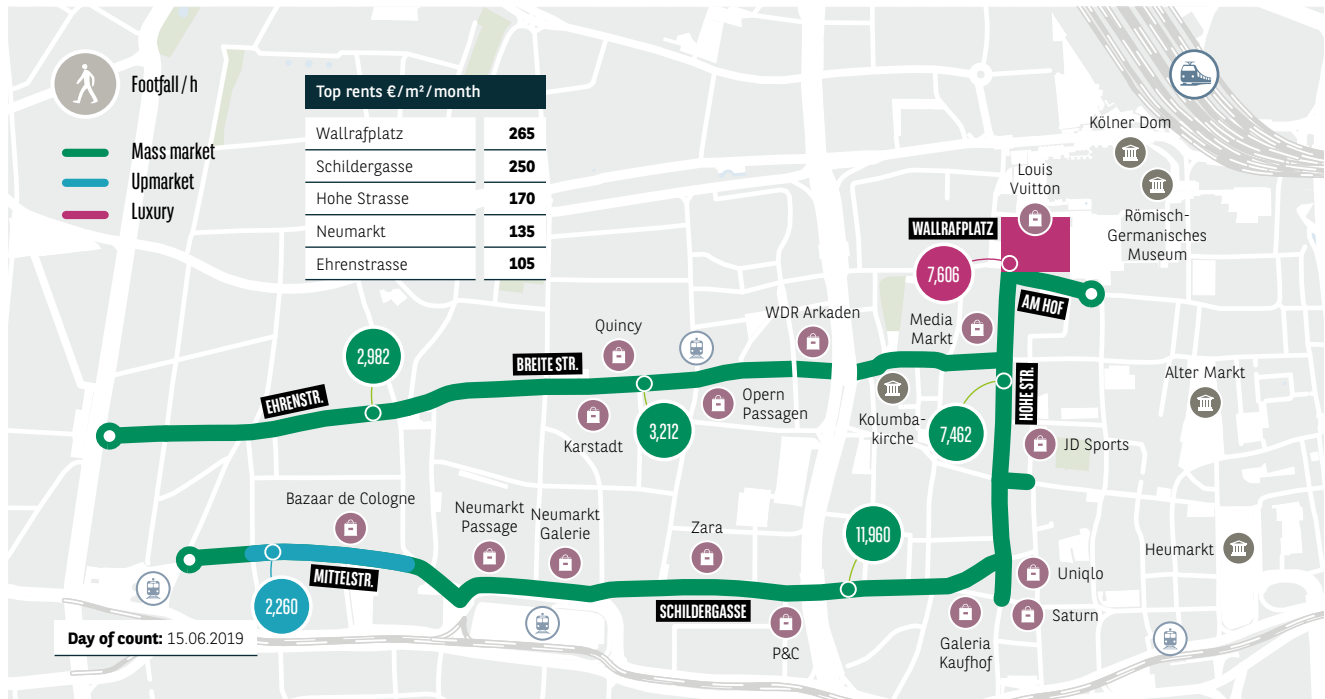 Footfall / h
Mass market
Upmarket
Luxury
Top rents €/m²/month
Wallrafplatz 265
Schildergasse 250
Hohe Strasse 170
Neumarkt 135
Ehrenstrasse 105
Kölner Dom
Louis
Vuitton
Römisch-
Germanisches
Museum
WALLRAFPLATZ
7,606
AM HOF
WDR Arkaden
Media
Markt
Quincy
2,982
BREITE STR.
EHRENSTR.
Karstadt
3,212
Opern
Passagen
Kolumba-
kirche
7,462
HOHE STR.
Alter Markt
JD Sports
Bazaar de Cologne
Neumarkt
Passage
Neumarkt
Galerie
Zara
11,960
Heumarkt
MITTELSTR.
2,260
SCHILDERGASSE
P&C
Uniqlo
Saturn
Galeria
Kaufhof
Day of count: 15.06.2019